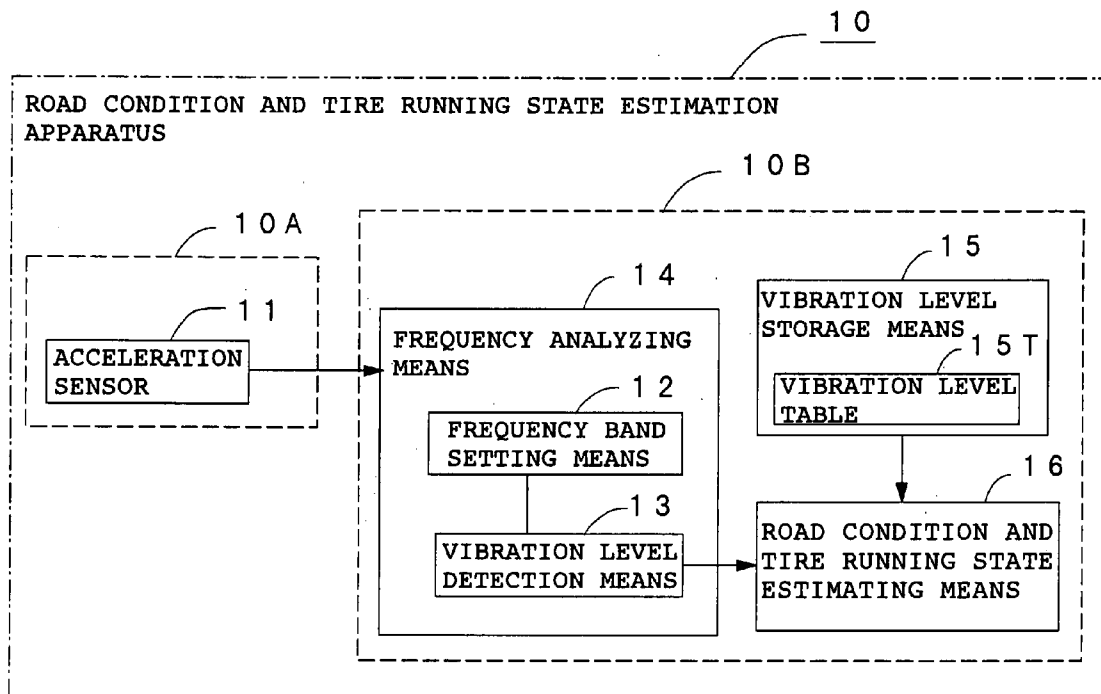 10
ROAD CONDITION AND TIRE RUNNING STATE ESTIMATION
APPARATUS
10B
10A
15
14
VIBRATION LEVEL
STORAGE MEANS
11
FREQUENCY ANALYZING
MEANS
15T
ACCELERATION
SENSOR
VIBRATION LEVEL
TABLE
12
FREQUENCY BAND
SETTING MEANS
16
13
ROAD CONDITION AND
TIRE RUNNING STATE
ESTIMATING MEANS
VIBRATION LEVEL
DETECTION MEANS